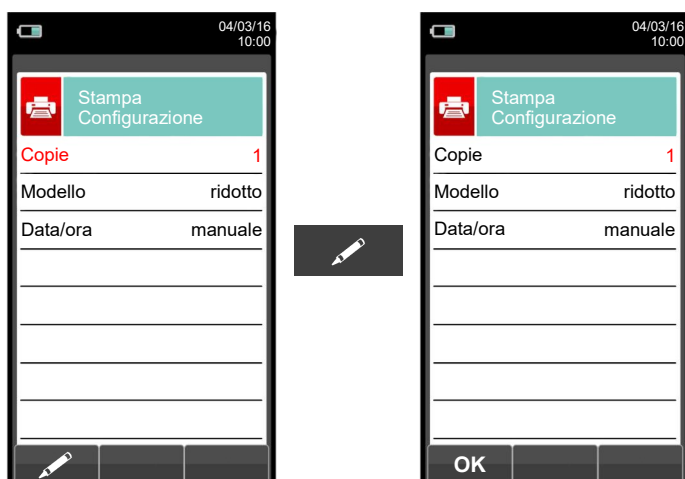 04/03/16
10:00
Stampa
Configurazione
Copie 1
Modello ridotto
Data/ora manuale
04/03/16
10:00
Stampa
Configurazione
Copie 1
Modello ridotto
Data/ora manuale
OK